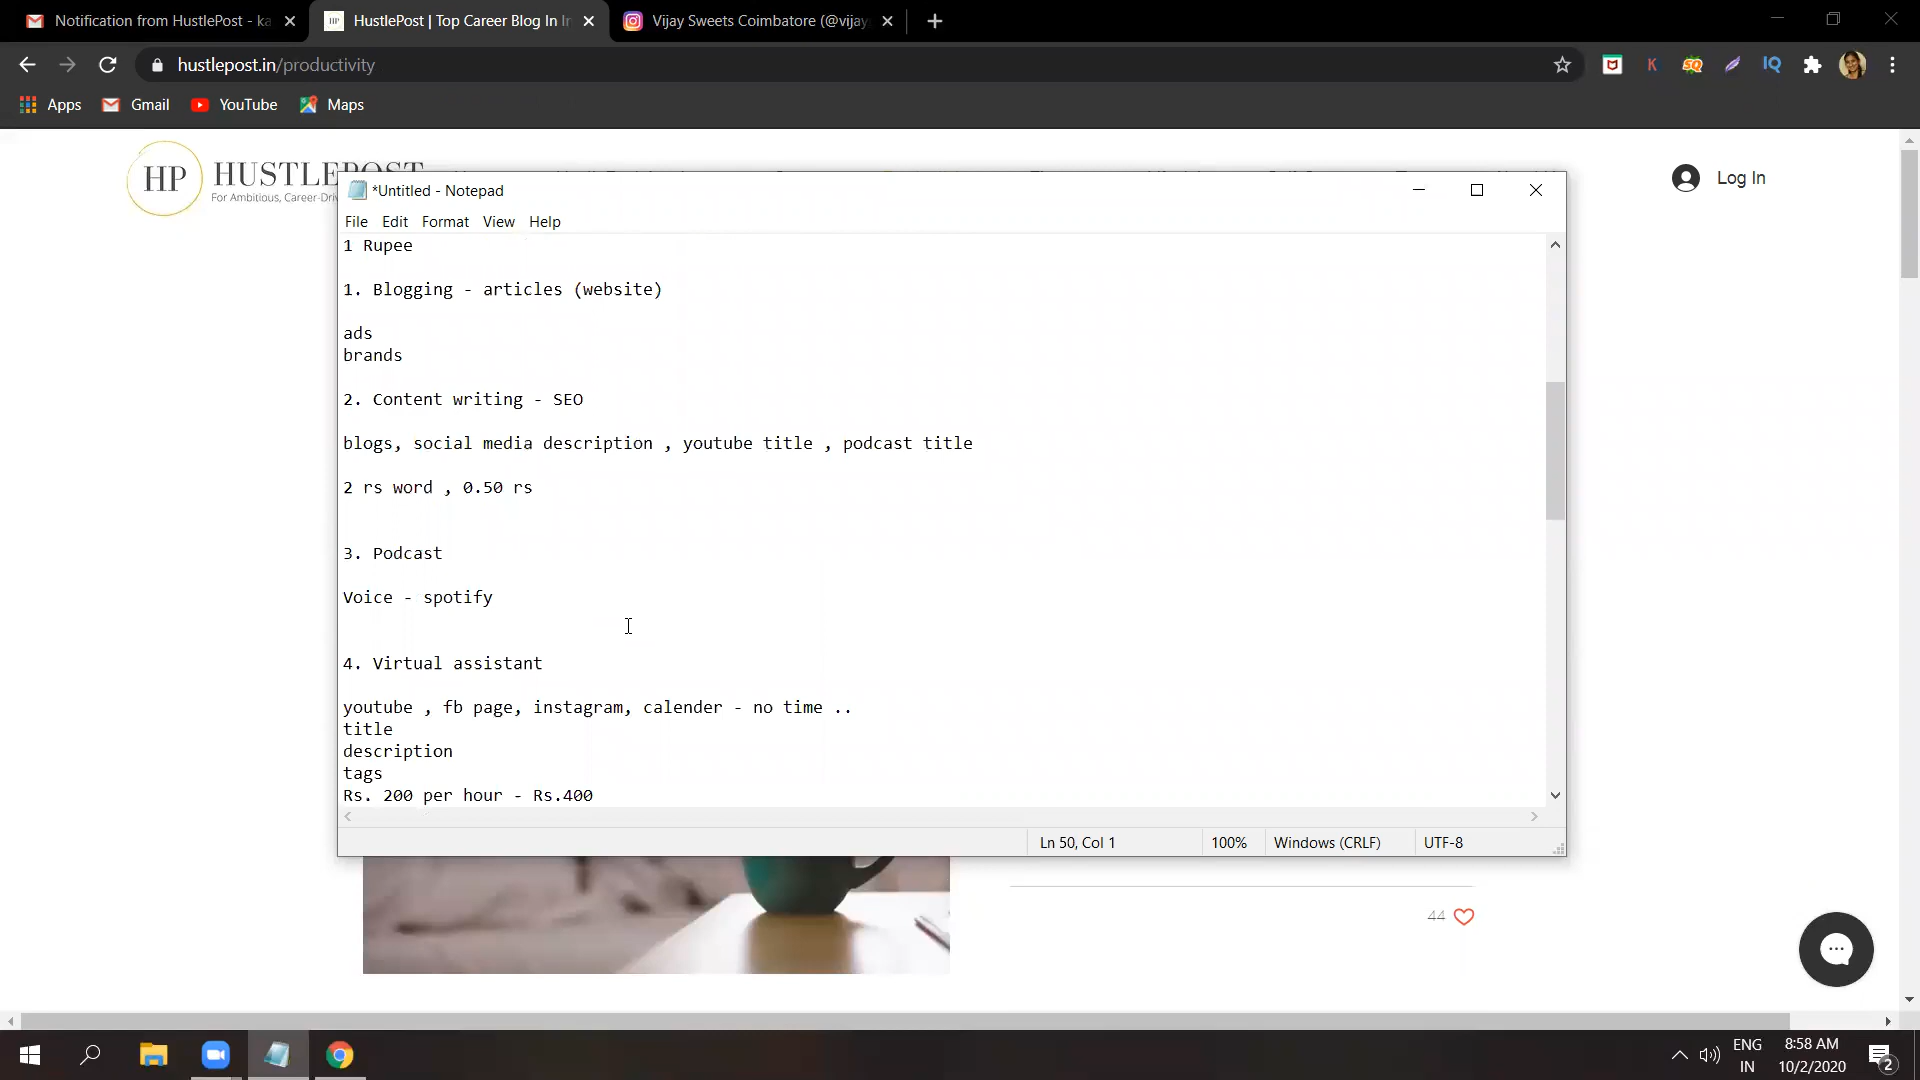 Notification from HustlePost - ka
HustlePost | Top Career Blog In In
Vijay Sweets Coimbatore (@vijay
hustlepost.in/productivity
Apps
Gmail
YouTube
Maps
HP
HUSTLEPOST
For Ambitious, Career-Driv
Log In
*Untitled - Notepad
File Edit Format View Help
1 Rupee
1. Blogging - articles (website)
ads
brands
2. Content writing - SEO
blogs, social media description , youtube title , podcast title
2 rs word , 0.50 rs
3. Podcast
Voice - spotify
4. Virtual assistant
youtube , fb page, instagram, calender - no time ..
title
description
tags
Rs. 200 per hour - Rs.400
Ln 50, Col 1
100%
Windows (CRLF)
UTF-8
44
ENG
IN
8:58 AM
10/2/2020
2